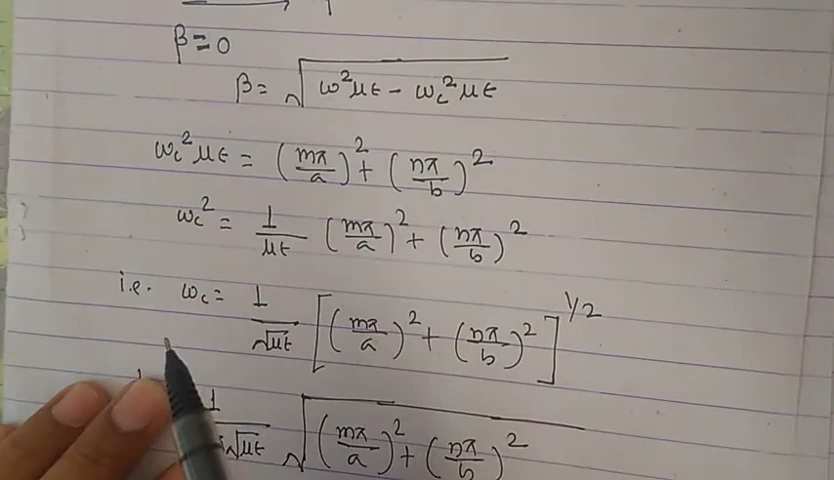 β = 0
β = √(ω²με − ω_c²με)
ω_c²με = (mπ/a)² + (nπ/b)²
ω_c² = 1/με (mπ/a)² + (nπ/b)²
i.e. ω_c = 1/√με [(mπ/a)² + (nπ/b)²]^1/2
1 √με √((mπ/a)² + (nπ/b)²)